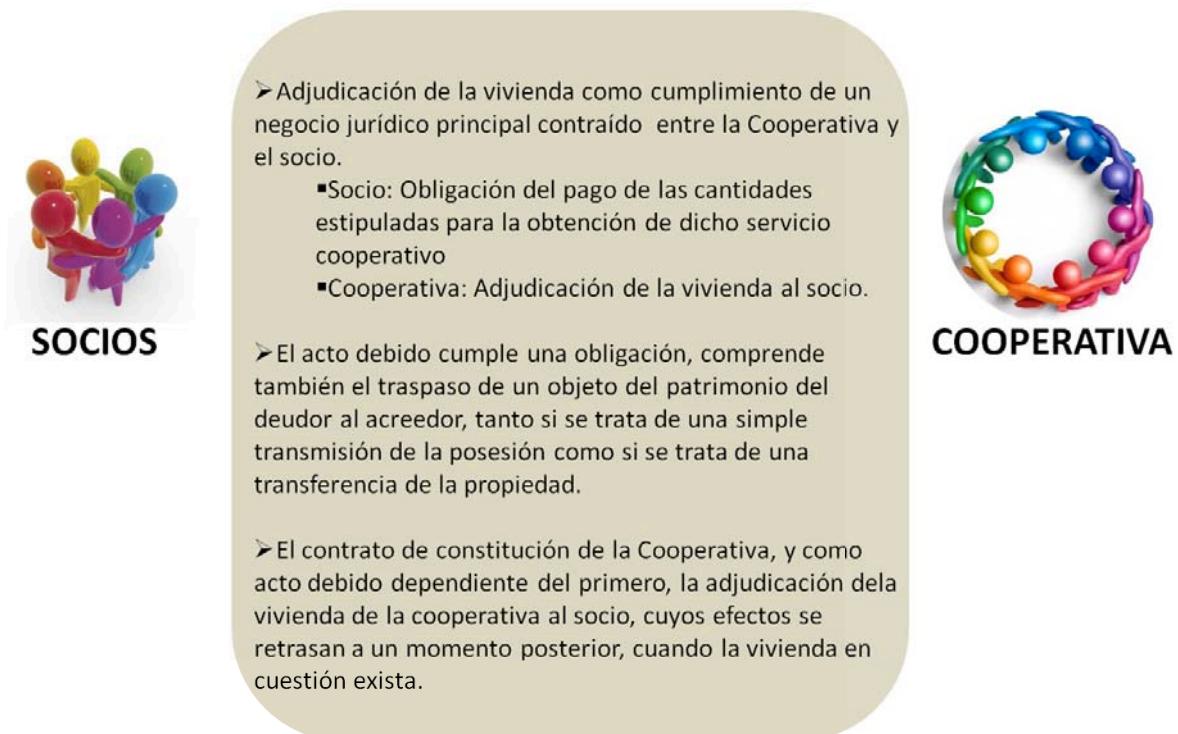 ➢Adjudicación de la vivienda como cumplimiento de un
negocio jurídico principal contraído entre la Cooperativa y
el socio.
▪Socio: Obligación del pago de las cantidades
estipuladas para la obtención de dicho servicio
cooperativo
▪Cooperativa: Adjudicación de la vivienda al socio.
SOCIOS
COOPERATIVA
➢El acto debido cumple una obligación, comprende
también el traspaso de un objeto del patrimonio del
deudor al acreedor, tanto si se trata de una simple
transmisión de la posesión como si se trata de una
transferencia de la propiedad.
➢El contrato de constitución de la Cooperativa, y como
acto debido dependiente del primero, la adjudicación dela
vivienda de la cooperativa al socio, cuyos efectos se
retrasan a un momento posterior, cuando la vivienda en
cuestión exista.